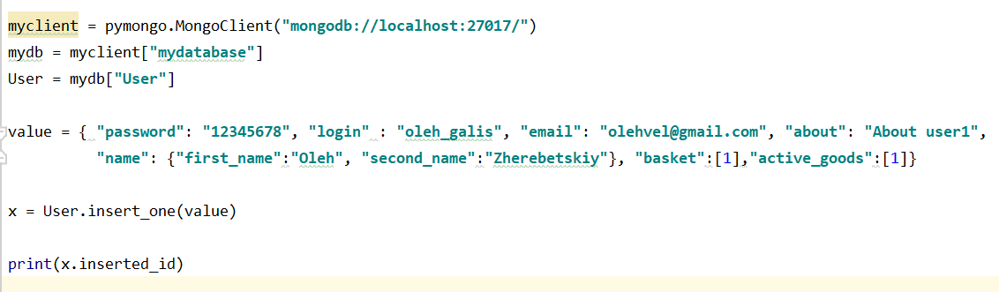 myclient = pymongo.MongoClient("mongodb://localhost:27017/")
mydb = myclient["mydatabase"]
User = mydb["User"]
value = { "password": "12345678", "login" : "oleh_galis", "email": "olehvel@gmail.com", "about": "About user1",
"name": {"first_name":"Oleh", "second_name":"Zherebetskiy"}, "basket":[1],"active_goods":[1]}
x = User.insert_one(value)
print(x.inserted_id)